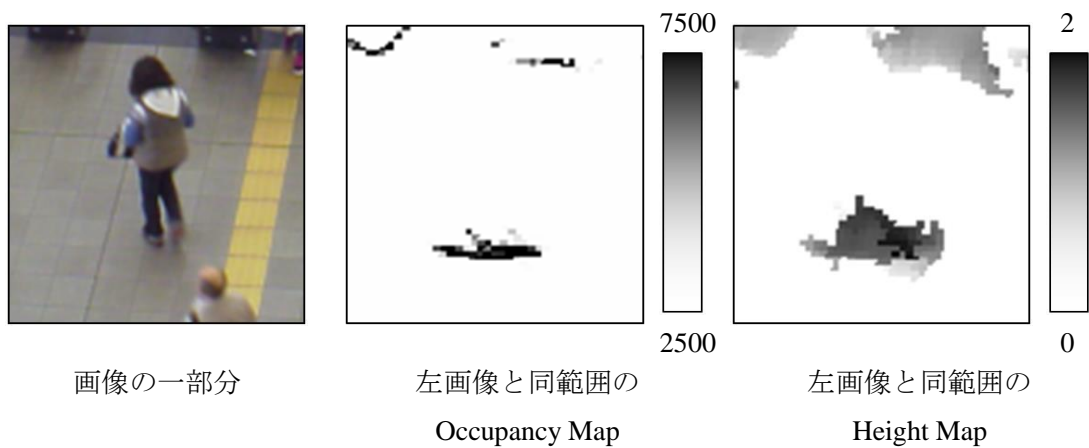 7500
2500
2
0
画像の一部分
左画像と同範囲の
Occupancy Map
左画像と同範囲の
Height Map